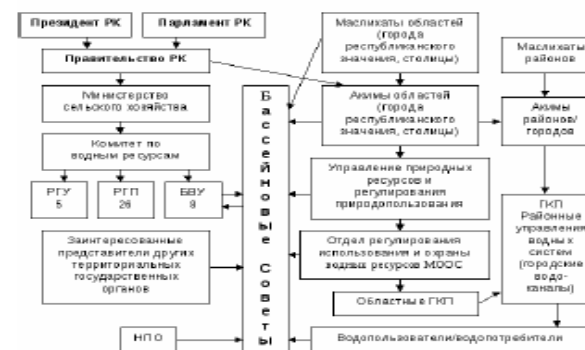 Президент РК
Парламент РК
Правительство РК
Министерство
сельского хозяйства
Комитет по
водным ресурсам
РГУ
5
РГП
26
БВУ
8
Заинтересованные
представители других
территориальных
государственных
органов
НПО
Бассейновые Советы
Маслихаты областей
(города
республиканского
значения, столицы)
Акимы областей
(города
республиканского
значения, столицы)
Управление природных
ресурсов и
регулирования
природопользования
Отдел регулирования
использования и охраны
водных ресурсов МООС
Областные ГКП
Маслихаты
районов
Акимы
районов/
городов
ГКП
Районные
управления
водных
систем
(городские
водо-
каналы)
Водопользователи/водопотребители